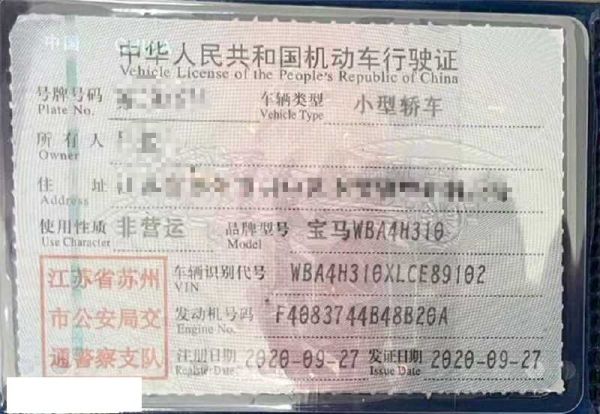 中华人民共和国机动车行驶证
Vehicle License of the People's Republic of China
号牌号码 车辆类型 小型轿车
Plate No. Vehicle Type
所有人
Owner
住址
Address
使用性质 非营运 品牌型号 宝马WBA4H310
Use Character Model
车辆识别代号 WBA4H310XLCE89102
VIN
发动机号码 F4083744B48B20A
Engine No.
注册日期 2020-09-27 发证日期 2020-09-27
Register Date Issue Date
江苏省苏州
市公安局交
通警察支队